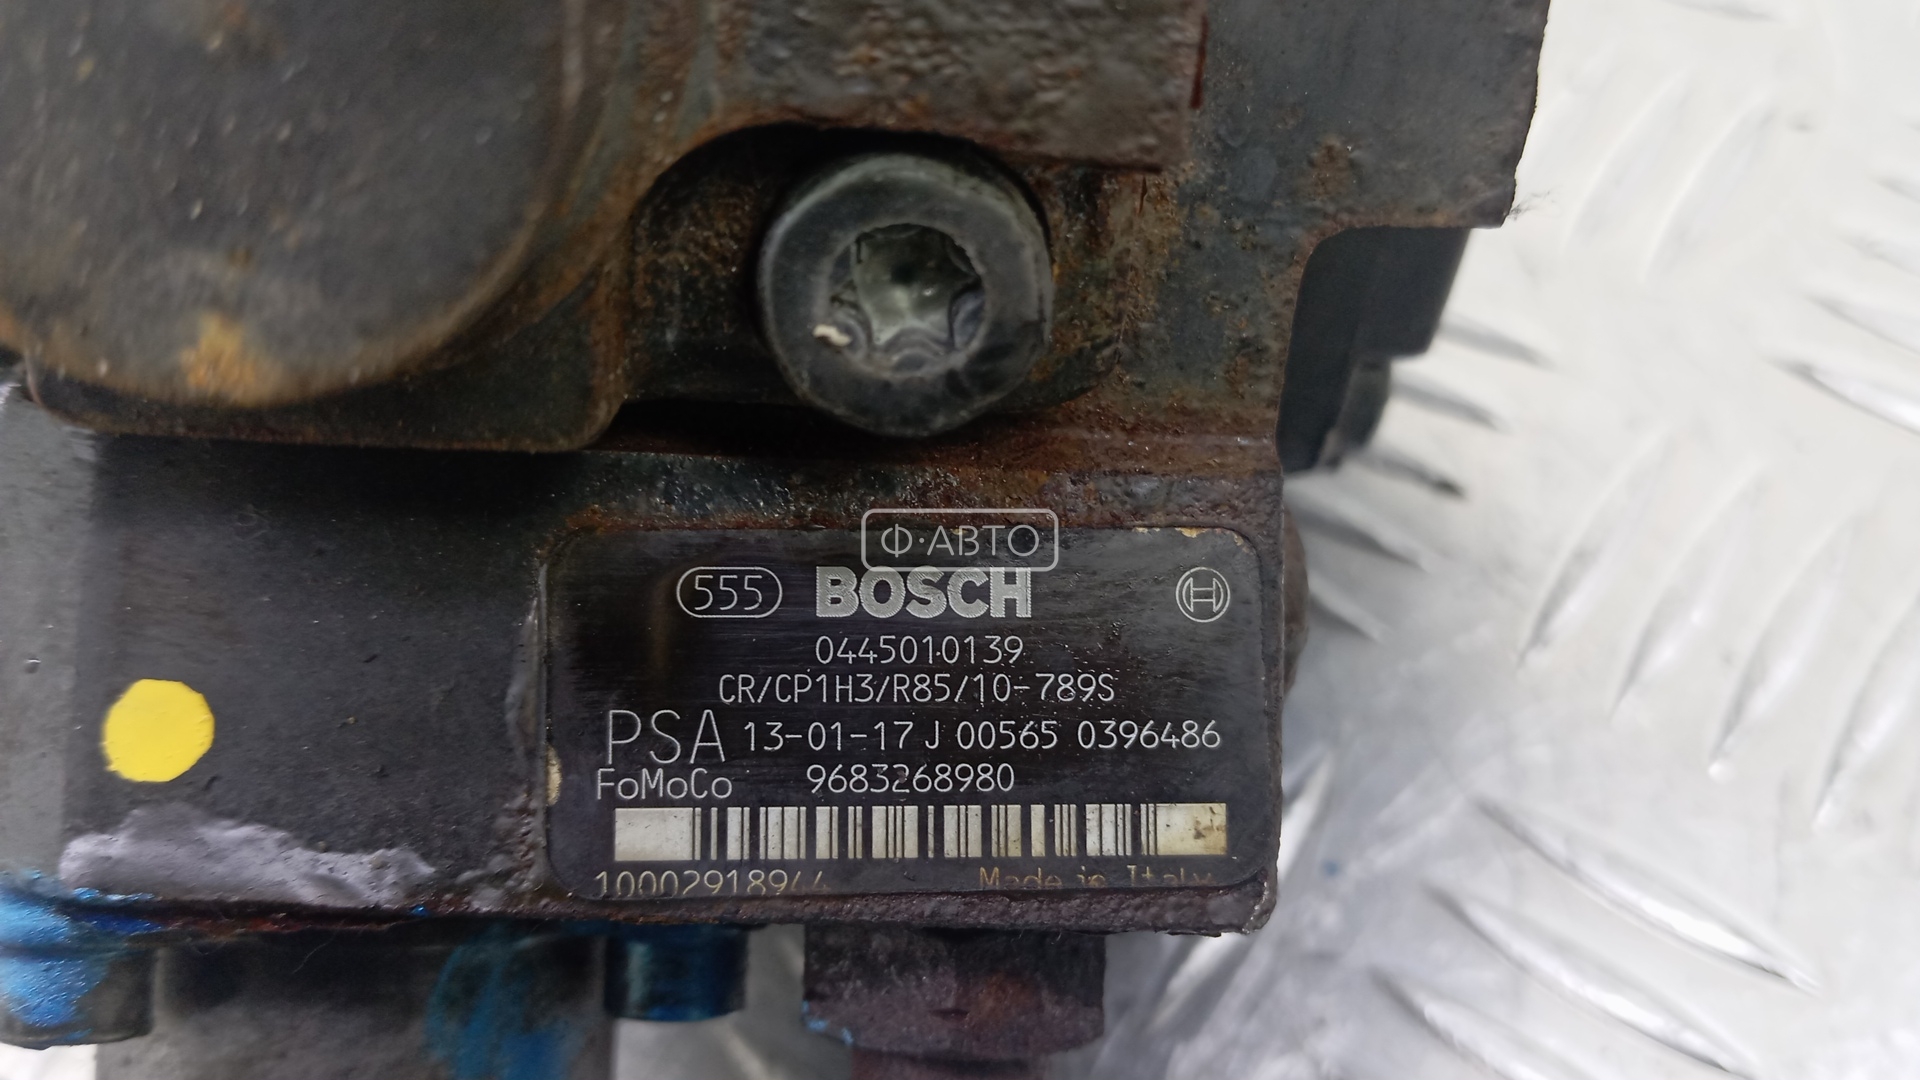 Ф·АВТО
555 BOSCH
0445010139
CR/CP1H3/R85/10-789S
PSA 13-01-17 J 00565 0396486
FoMoCo 9683268980
10002918944 Made in Italy